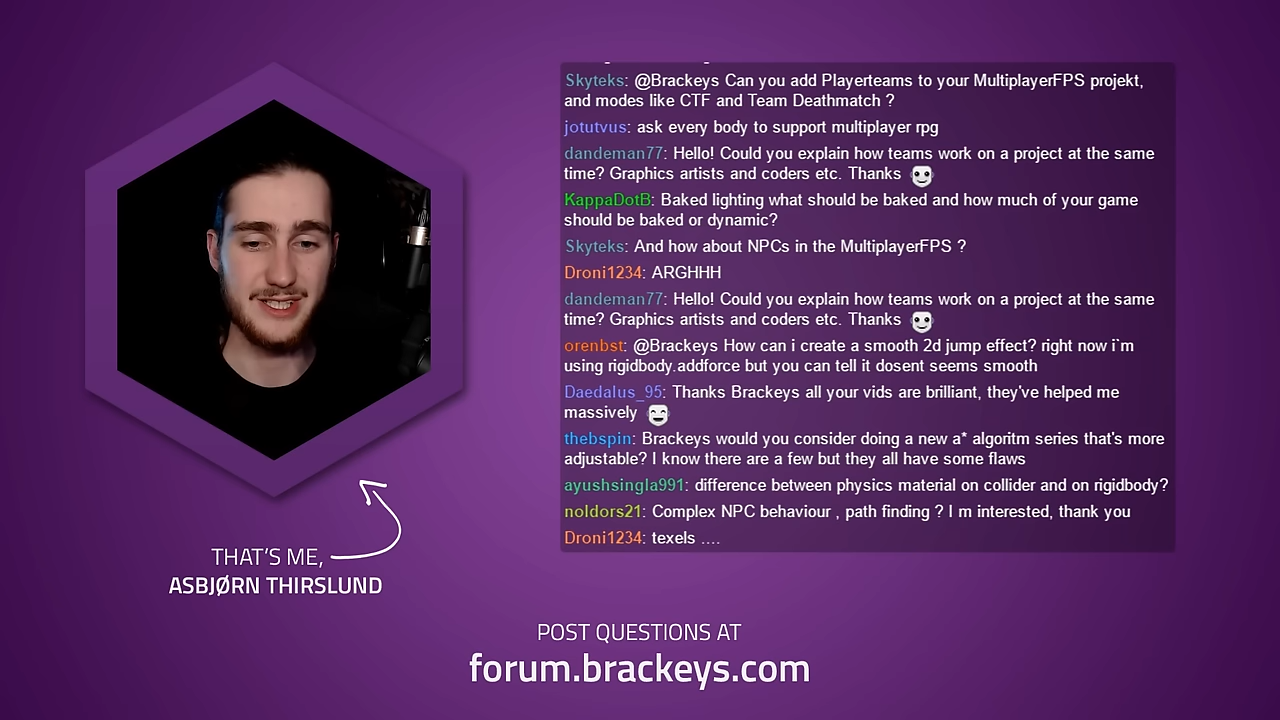 Skyteks: @Brackeys Can you add Playerteams to your MultiplayerFPS projekt,
and modes like CTF and Team Deathmatch ?
jotutvus: ask every body to support multiplayer rpg
dandeman77: Hello! Could you explain how teams work on a project at the same
time? Graphics artists and coders etc. Thanks
KappaDotB: Baked lighting what should be baked and how much of your game
should be baked or dynamic?
Skyteks: And how about NPCs in the MultiplayerFPS ?
Droni1234: ARGHHH
dandeman77: Hello! Could you explain how teams work on a project at the same
time? Graphics artists and coders etc. Thanks
orenbst: @Brackeys How can i create a smooth 2d jump effect? right now i`m
using rigidbody.addforce but you can tell it dosent seems smooth
Daedalus_95: Thanks Brackeys all your vids are brilliant, they've helped me
massively
thebspin: Brackeys would you consider doing a new a* algoritm series that's more
adjustable? I know there are a few but they all have some flaws
ayushsingla991: difference between physics material on collider and on rigidbody?
noldors21: Complex NPC behaviour , path finding ? I m interested, thank you
Droni1234: texels ....
THAT'S ME,
ASBJØRN THIRSLUND
POST QUESTIONS AT
forum.brackeys.com